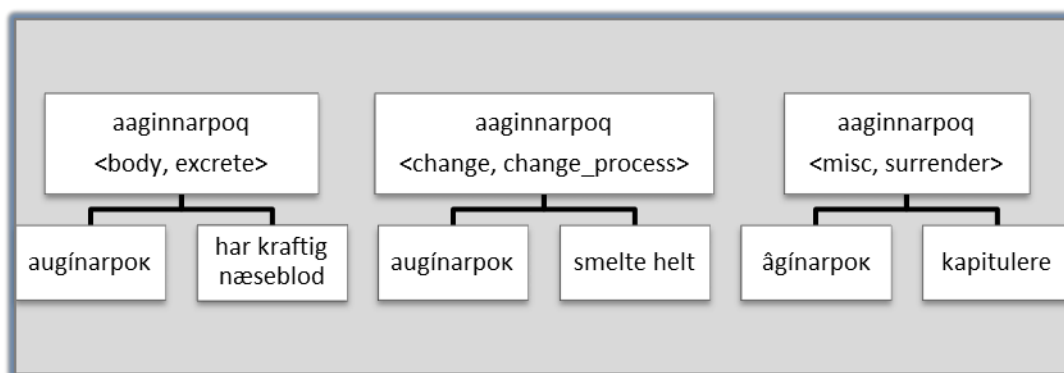 aaginnarpoq
<body, excrete>
aaginnarpoq
<change, change_process>
aaginnarpoq
<misc, surrender>
augínarpoĸ
har kraftig
næseblod
augínarpoĸ
smelte helt
âgínarpoĸ
kapitulere